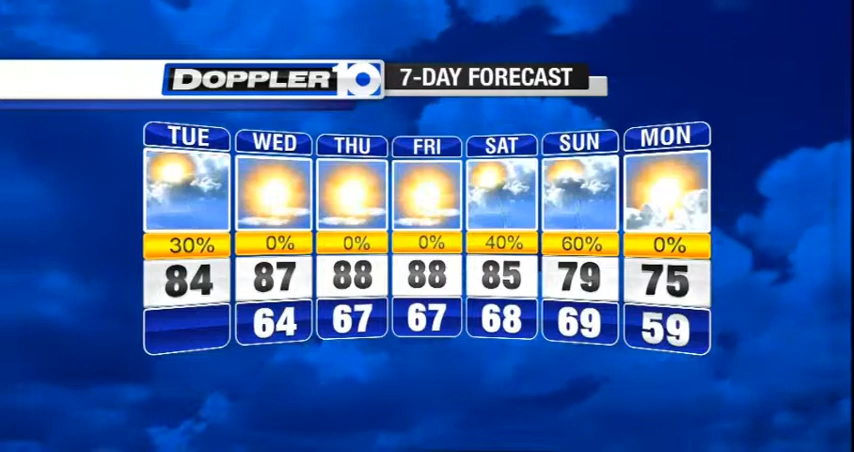 DOPPLER 10 7-DAY FORECAST
TUE WED THU FRI SAT SUN MON
30% 0% 0% 0% 40% 60% 0%
84 87 88 88 85 79 75
64 67 67 68 69 59